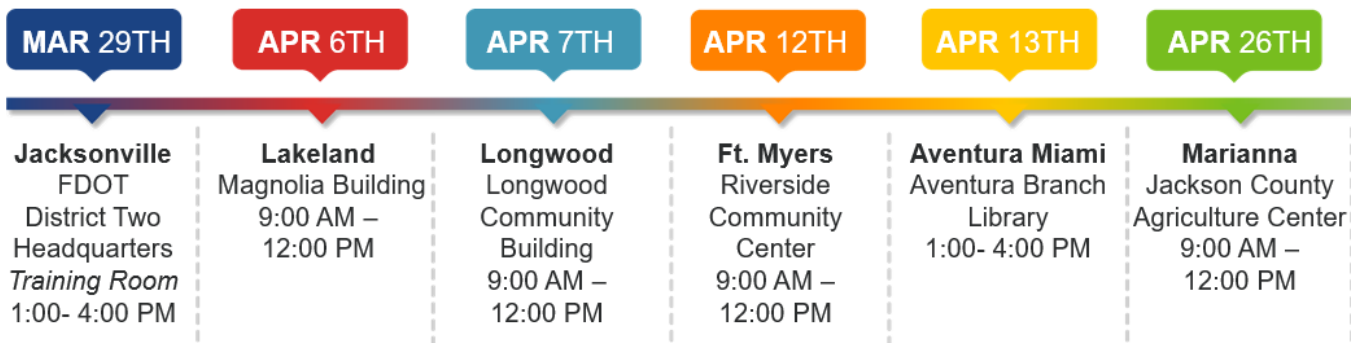 MAR 29TH
APR 6TH
APR 7TH
APR 12TH
APR 13TH
APR 26TH
Jacksonville
FDOT
District Two
Headquarters
Training Room
1:00- 4:00 PM
Lakeland
Magnolia Building
9:00 AM –
12:00 PM
Longwood
Longwood
Community
Building
9:00 AM –
12:00 PM
Ft. Myers
Riverside
Community
Center
9:00 AM –
12:00 PM
Aventura Miami
Aventura Branch
Library
1:00- 4:00 PM
Marianna
Jackson County
Agriculture Center
9:00 AM –
12:00 PM